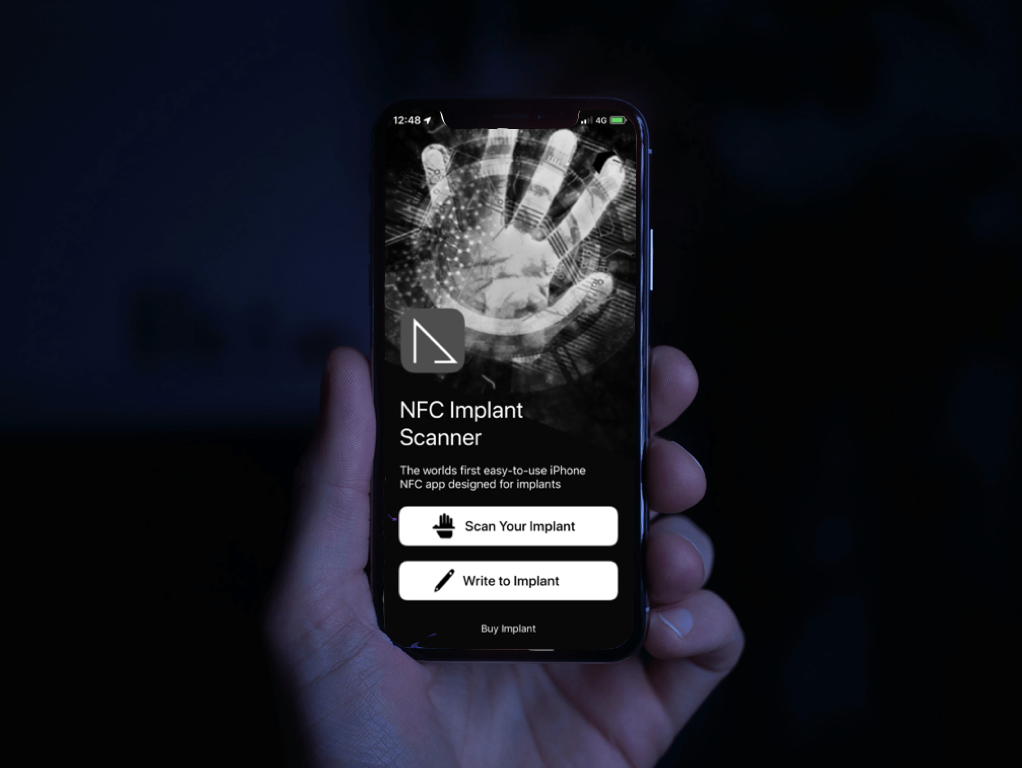 12:48
4G
NFC Implant
Scanner
The worlds first easy-to-use iPhone
NFC app designed for implants
Scan Your Implant
Write to Implant
Buy Implant